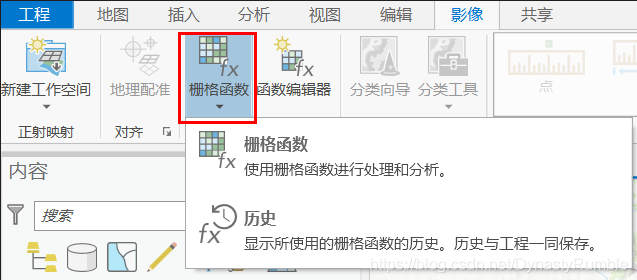 工程 地图 插入 分析 视图 编辑 影像 共享
新建工作空间 地理配准 栅格函数 函数编辑器 分类向导 分类工具 点
正射映射 对齐
内容
搜索
fx 栅格函数
使用栅格函数进行处理和分析。
fx 历史
显示所使用的栅格函数的历史。历史与工程一同保存。
https://blog.csdn.net/DynastyRumble